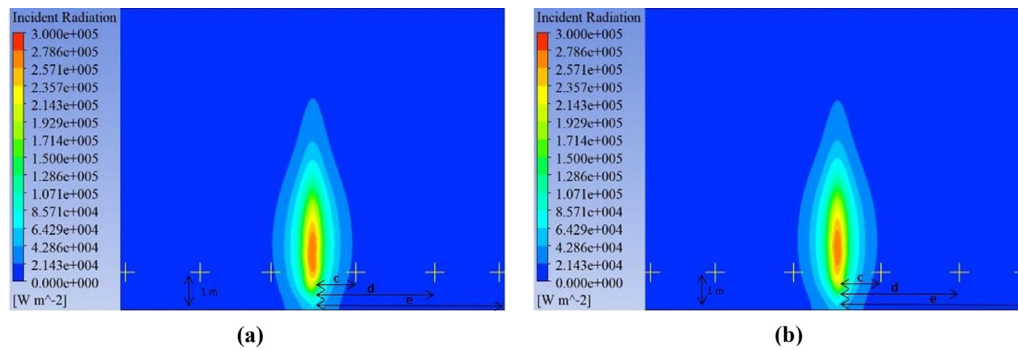 Incident Radiation
3.000e+005
2.786e+005
2.571e+005
2.357e+005
2.143e+005
1.929e+005
1.714e+005
1.500e+005
1.286e+005
1.071e+005
8.571e+004
6.429e+004
4.286e+004
2.143e+004
0.000e+000
[W m^-2]
1 m
c
d
e
(a)
Incident Radiation
3.000e+005
2.786e+005
2.571e+005
2.357e+005
2.143e+005
1.929e+005
1.714e+005
1.500e+005
1.286e+005
1.071e+005
8.571e+004
6.429e+004
4.286e+004
2.143e+004
0.000e+000
[W m^-2]
1 m
c
d
e
(b)